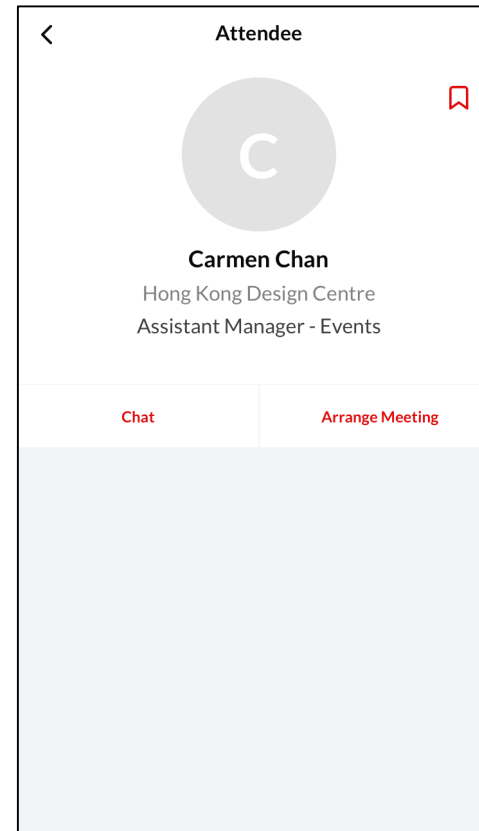 Attendee
C
Carmen Chan
Hong Kong Design Centre
Assistant Manager - Events
Chat
Arrange Meeting